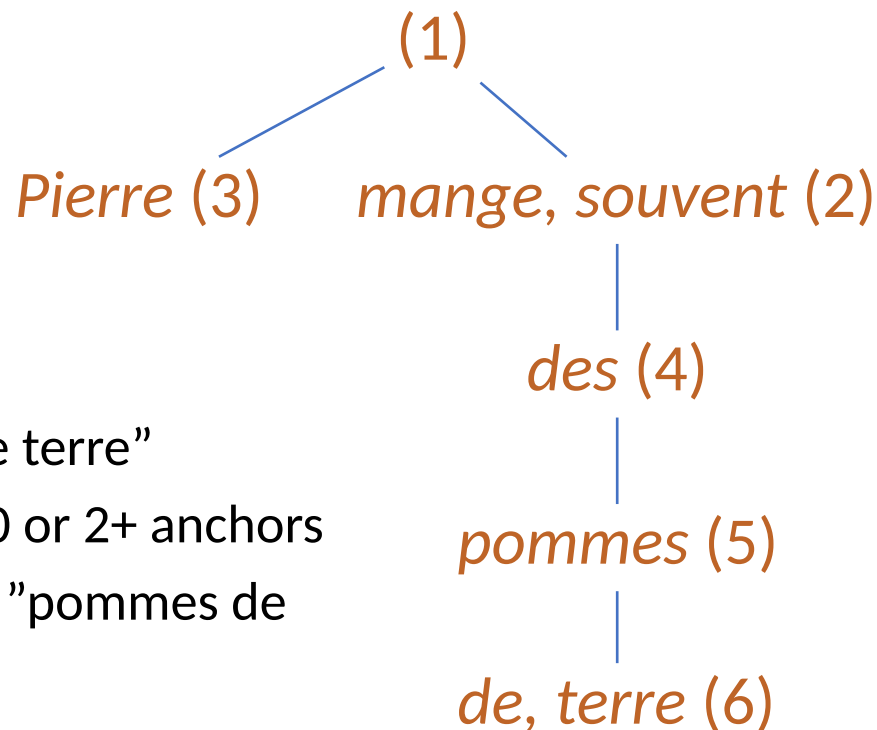 (1)
Pierre (3) mange, souvent (2)
des (4)
e terre”
0 or 2+ anchors
pommes (5)
”pommes de
de, terre (6)